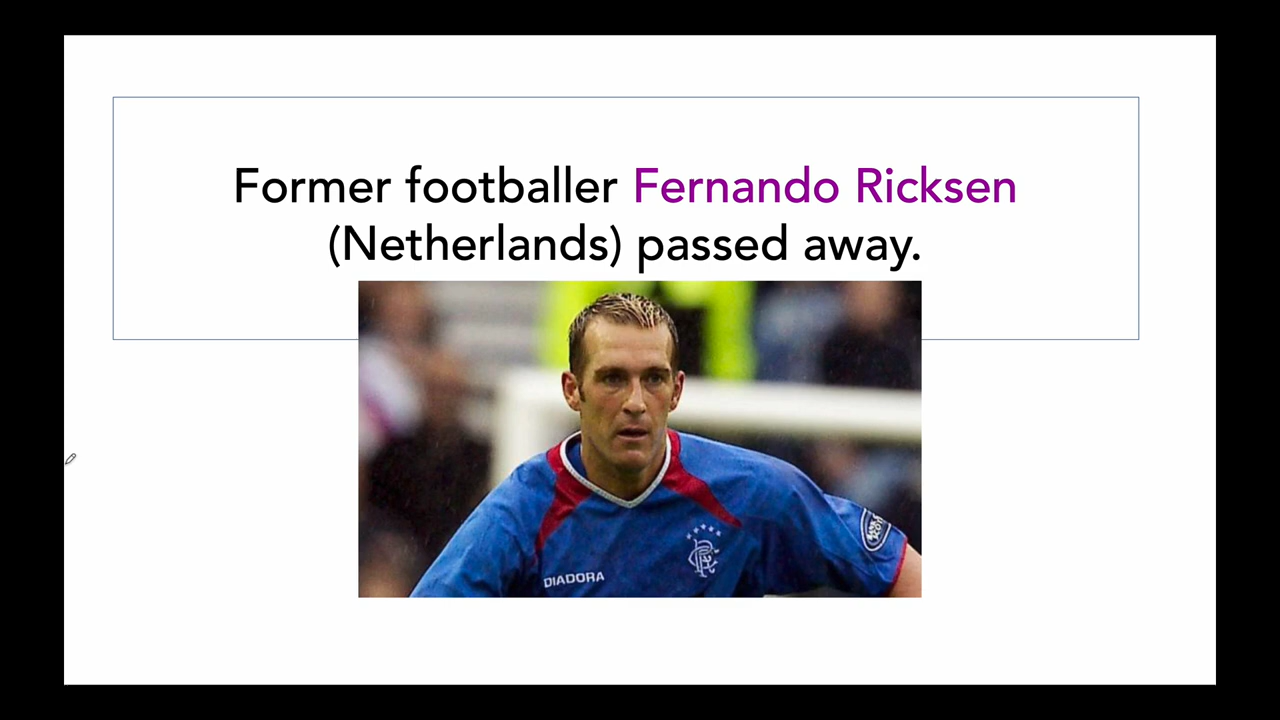 Former footballer Fernando Ricksen
(Netherlands) passed away.
DIADORA